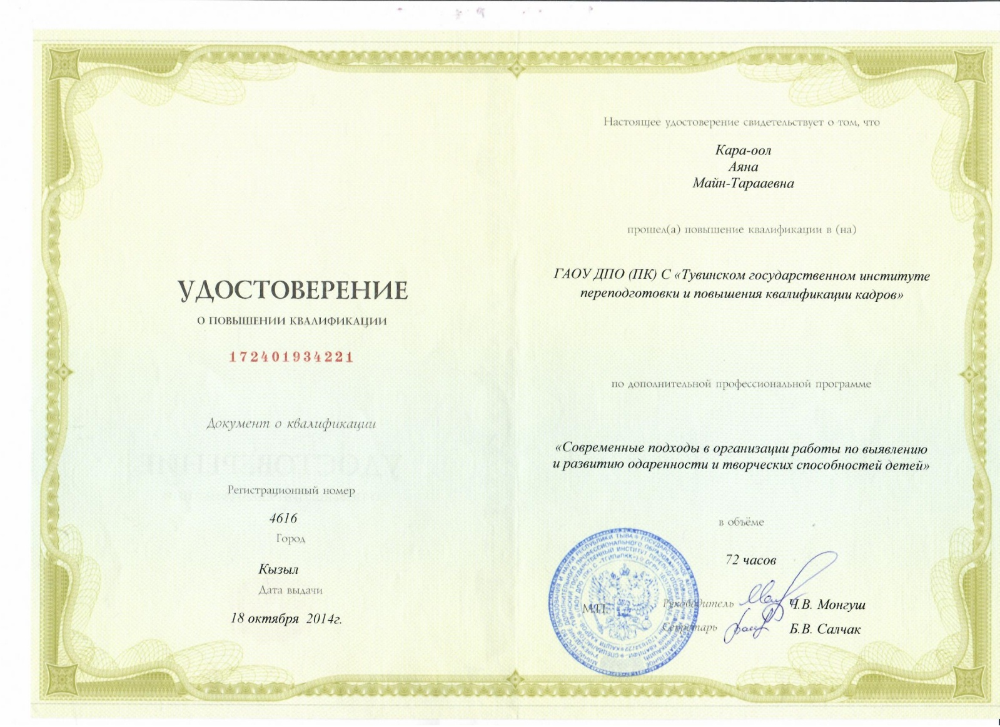 УДОСТОВЕРЕНИЕ
О ПОВЫШЕНИИ КВАЛИФИКАЦИИ
172401934221
Документ о квалификации
Регистрационный номер
4616
Город
Кызыл
Дата выдачи
18 октября 2014г.
Настоящее удостоверение свидетельствует о том, что
Кара-оол
Аяна
Майн-Тарааевна
прошел(а) повышение квалификации в (на)
ГАОУ ДПО (ПК) С «Тувинском государственном институте
переподготовки и повышения квалификации кадров»
по дополнительной профессиональной программе
«Современные подходы в организации работы по выявлению
и развитию одаренности и творческих способностей детей»
в объёме
72 часов
М.П.
Руководитель Ч.В. Монгуш
Секретарь Б.В. Салчак